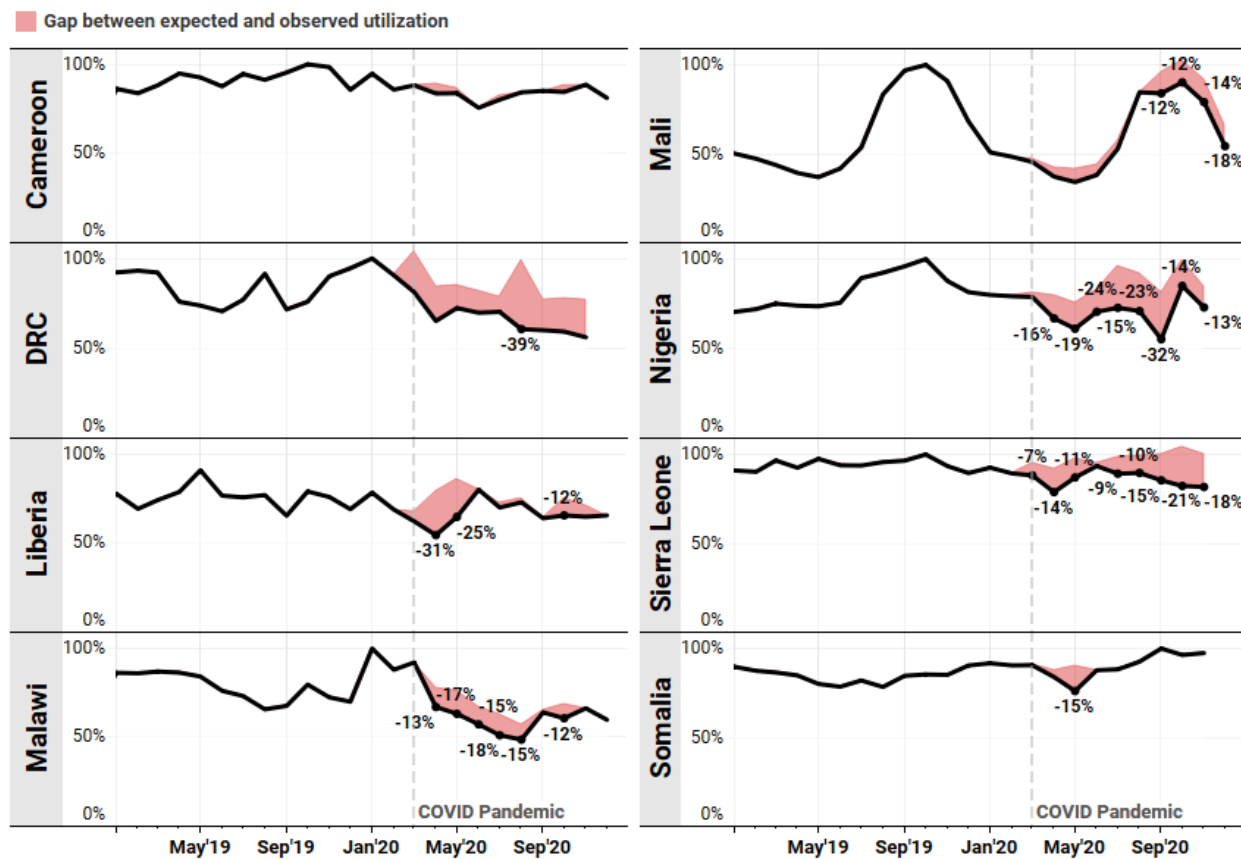 Gap between expected and observed utilization
Cameroon
100%
50%
0%
Mali
-12%
100%
-14%
-12%
50%
-18%
0%
DRC
100%
50%
-39%
0%
Nigeria
100%
-14%
-24%
-23%
-16%
-15%
-13%
-19%
50%
-32%
0%
Liberia
100%
-12%
-25%
50%
-31%
0%
Sierra Leone
100%
-7%
-11%
-10%
-9%
-15%
-21%
-18%
-14%
50%
0%
Malawi
100%
-17%
-15%
-13%
-12%
50%
-18%
-15%
0%
COVID Pandemic
May'19
Sep'19
Jan'20
May'20
Sep'20
Somalia
100%
-15%
50%
0%
COVID Pandemic
May'19
Sep'19
Jan'20
May'20
Sep'20